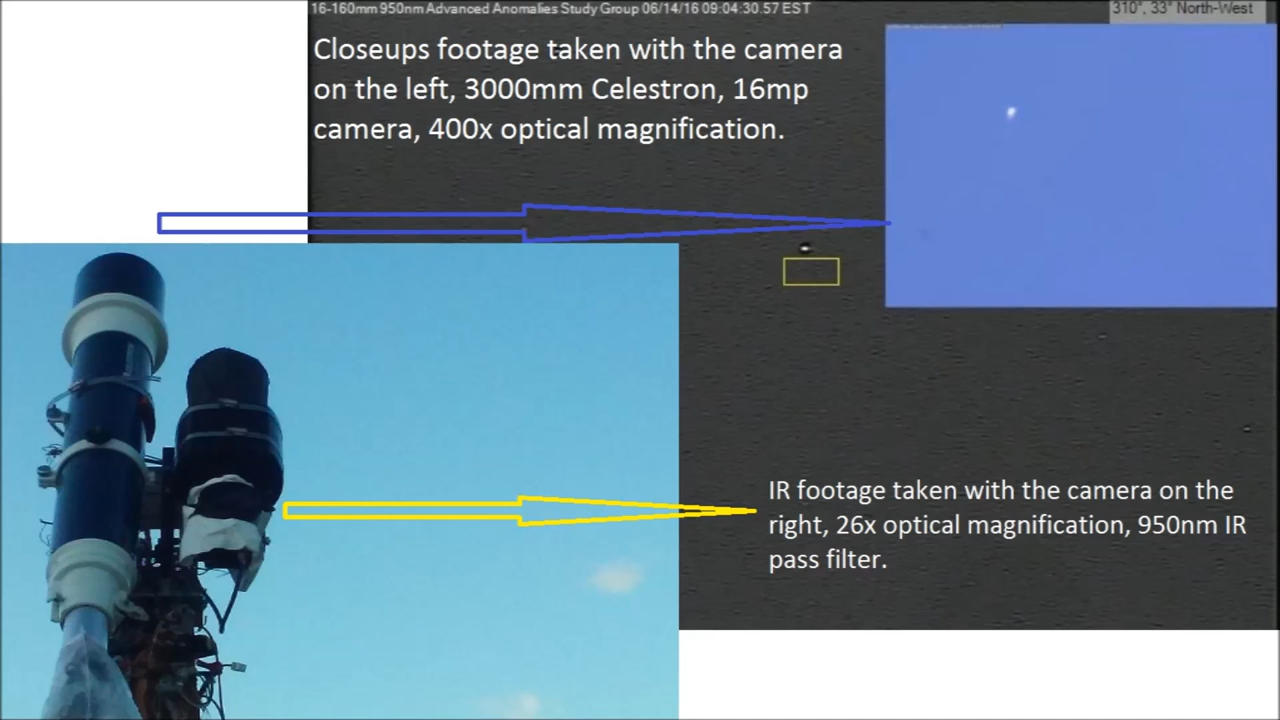 16-160mm 950nm Advanced Anomalies Study Group 06/14/16 09:04:30.57 EST
310°, 33° North-West
Closeups footage taken with the camera
on the left, 3000mm Celestron, 16mp
camera, 400x optical magnification.
IR footage taken with the camera on the
right, 26x optical magnification, 950nm IR
pass filter.